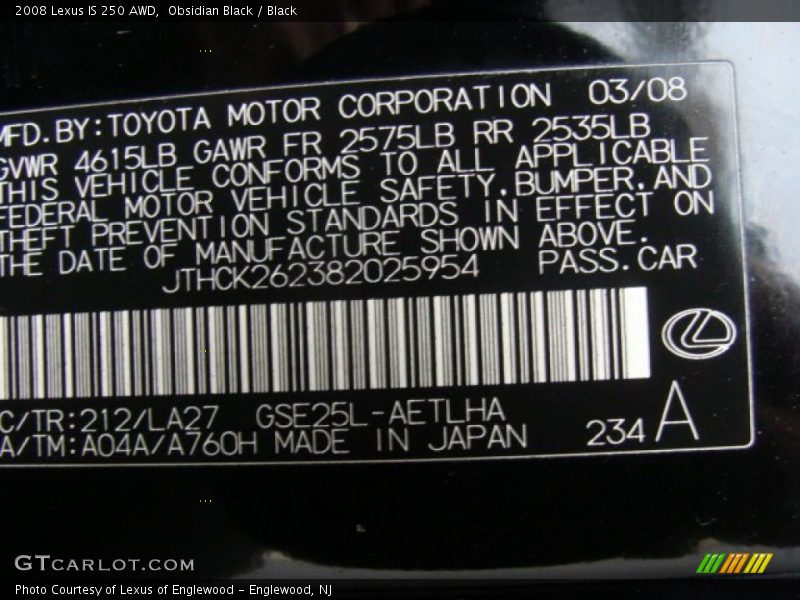 2008 Lexus IS 250 AWD, Obsidian Black / Black
MFD.BY:TOYOTA MOTOR CORPORATION 03/08
GVWR 4615LB GAWR FR 2575LB RR 2535LB
THIS VEHICLE CONFORMS TO ALL APPLICABLE
FEDERAL MOTOR VEHICLE SAFETY,BUMPER,AND
THEFT PREVENTION STANDARDS IN EFFECT ON
THE DATE OF MANUFACTURE SHOWN ABOVE.
JTHCK262382025954 PASS.CAR
C/TR:212/LA27 GSE25L-AETLHA
A/TM:A04A/A760H MADE IN JAPAN 234 A
GTCARLOT.COM
Photo Courtesy of Lexus of Englewood - Englewood, NJ